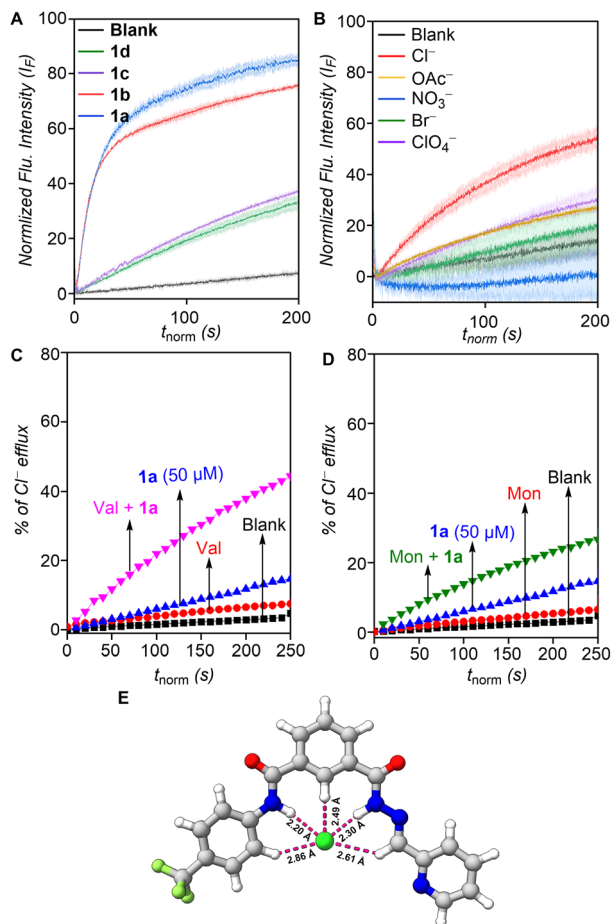 A
Blank
1d
1c
1b
1a
Normlized Flu. Intensity (IF)
100
80
60
40
20
0
0 100 200
tnorm (s)
B
Blank
Cl⁻
OAc⁻
NO₃⁻
Br⁻
ClO₄⁻
Normlized Flu. Intensity (IF)
100
80
60
40
20
0
0 100 200
tnorm (s)
C
% of Cl⁻ efflux
80
60
40
20
0
1a (50 µM)
Val + 1a
Val
Blank
0 50 100 150 200 250
tnorm (s)
D
% of Cl⁻ efflux
80
60
40
20
0
Mon
Blank
1a (50 µM)
Mon + 1a
0 50 100 150 200 250
tnorm (s)
E
2.20 Å
2.49 Å
2.30 Å
2.86 Å
2.61 Å